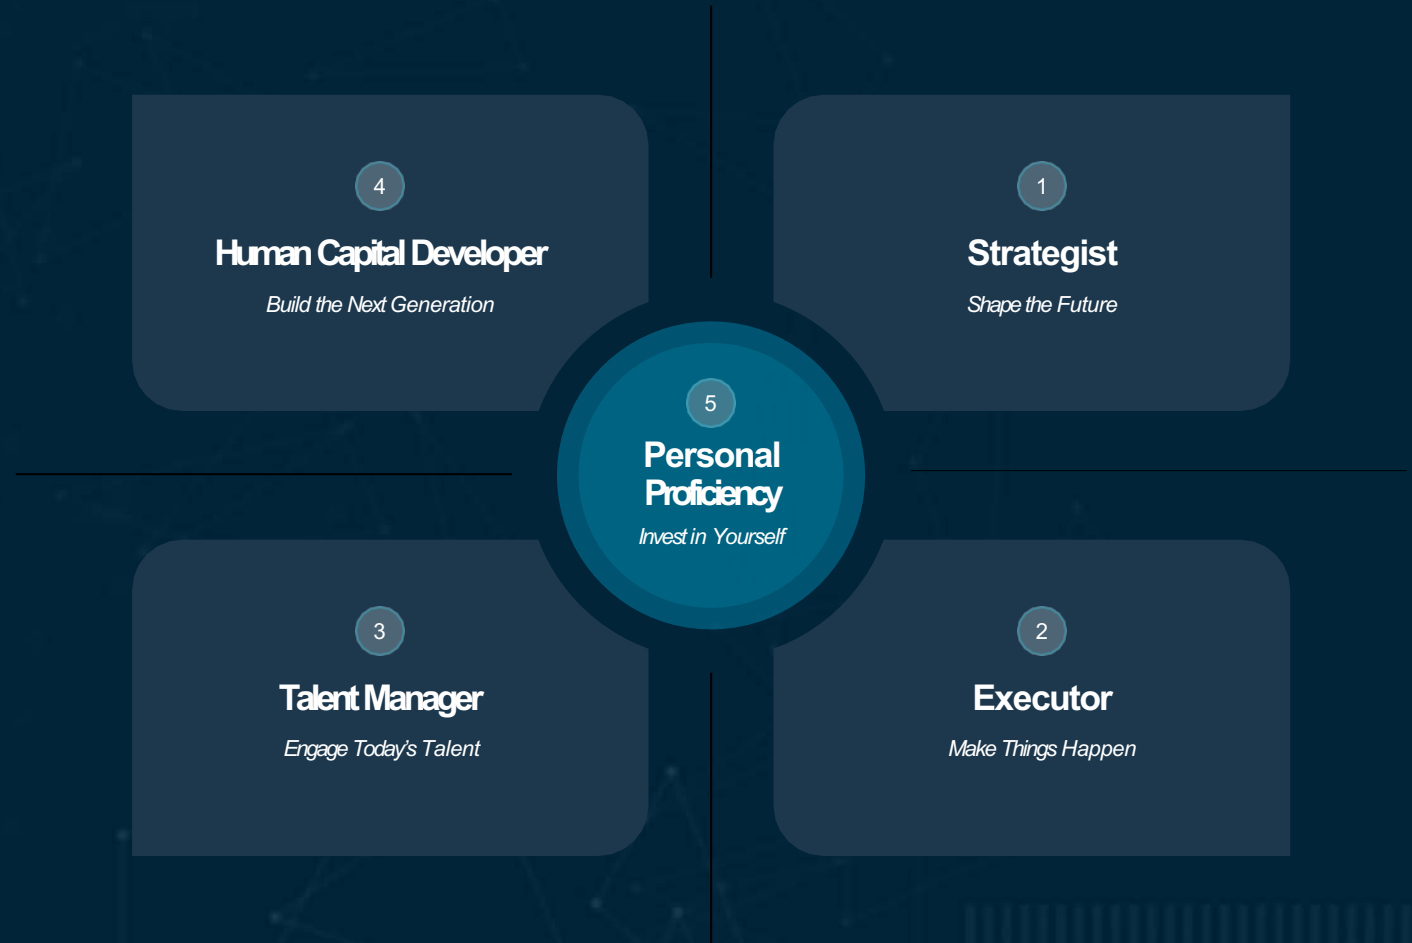 4
Human Capital Developer
Build the Next Generation
1
Strategist
Shape the Future
5
Personal
Proficiency
Invest in Yourself
3
Talent Manager
Engage Today’s Talent
2
Executor
Make Things Happen